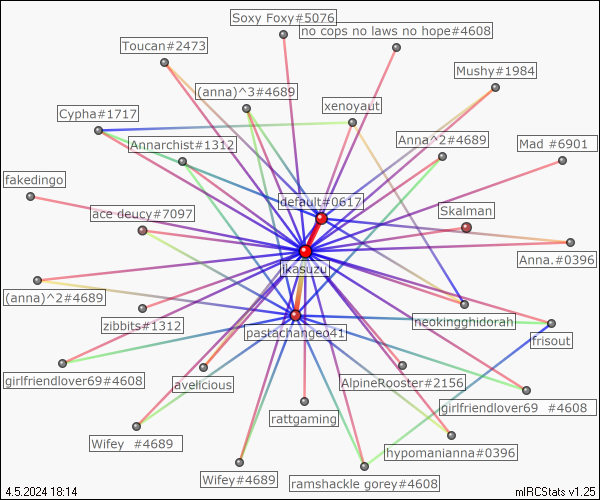 Soxy Foxy#5076
no cops no laws no hope#4608
Toucan#2473
Mushy#1984
(anna)^3#4689
xenoyaut
Cypha#1717
Annarchist#1312
Anna^2#4689
Mad #6901
fakedingo
default#0617
ace deucy#7097
Skalman
Anna.#0396
ikasuzu
(anna)^2#4689
zibbits#1312
neokingghidorah
pastachangeo41
frisout
girlfriendlover69#4608
avelicious
AlpineRooster#2156
rattgaming
girlfriendlover69 #4608
Wifey #4689
hypomanianna#0396
Wifey#4689
ramshackle gorey#4608
4.5.2024 18:14
mIRCStats v1.25